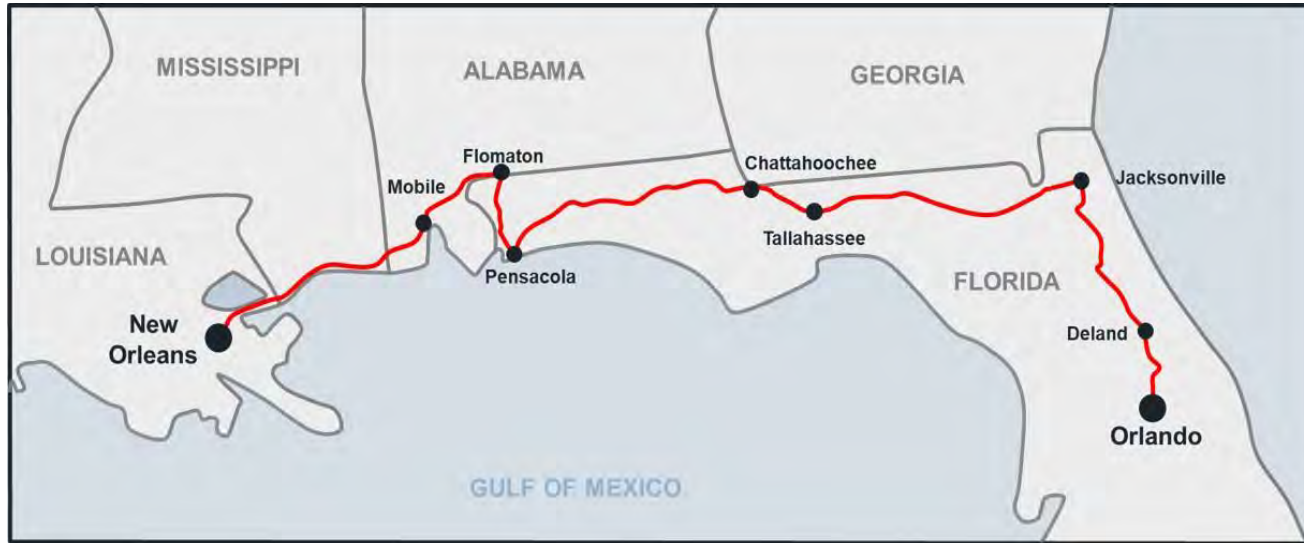 MISSISSIPPI
ALABAMA
GEORGIA
Flomaton
Chattahoochee
Mobile
Jacksonville
Tallahassee
LOUISIANA
Pensacola
FLORIDA
New
Orleans
Deland
Orlando
GULF OF MEXICO